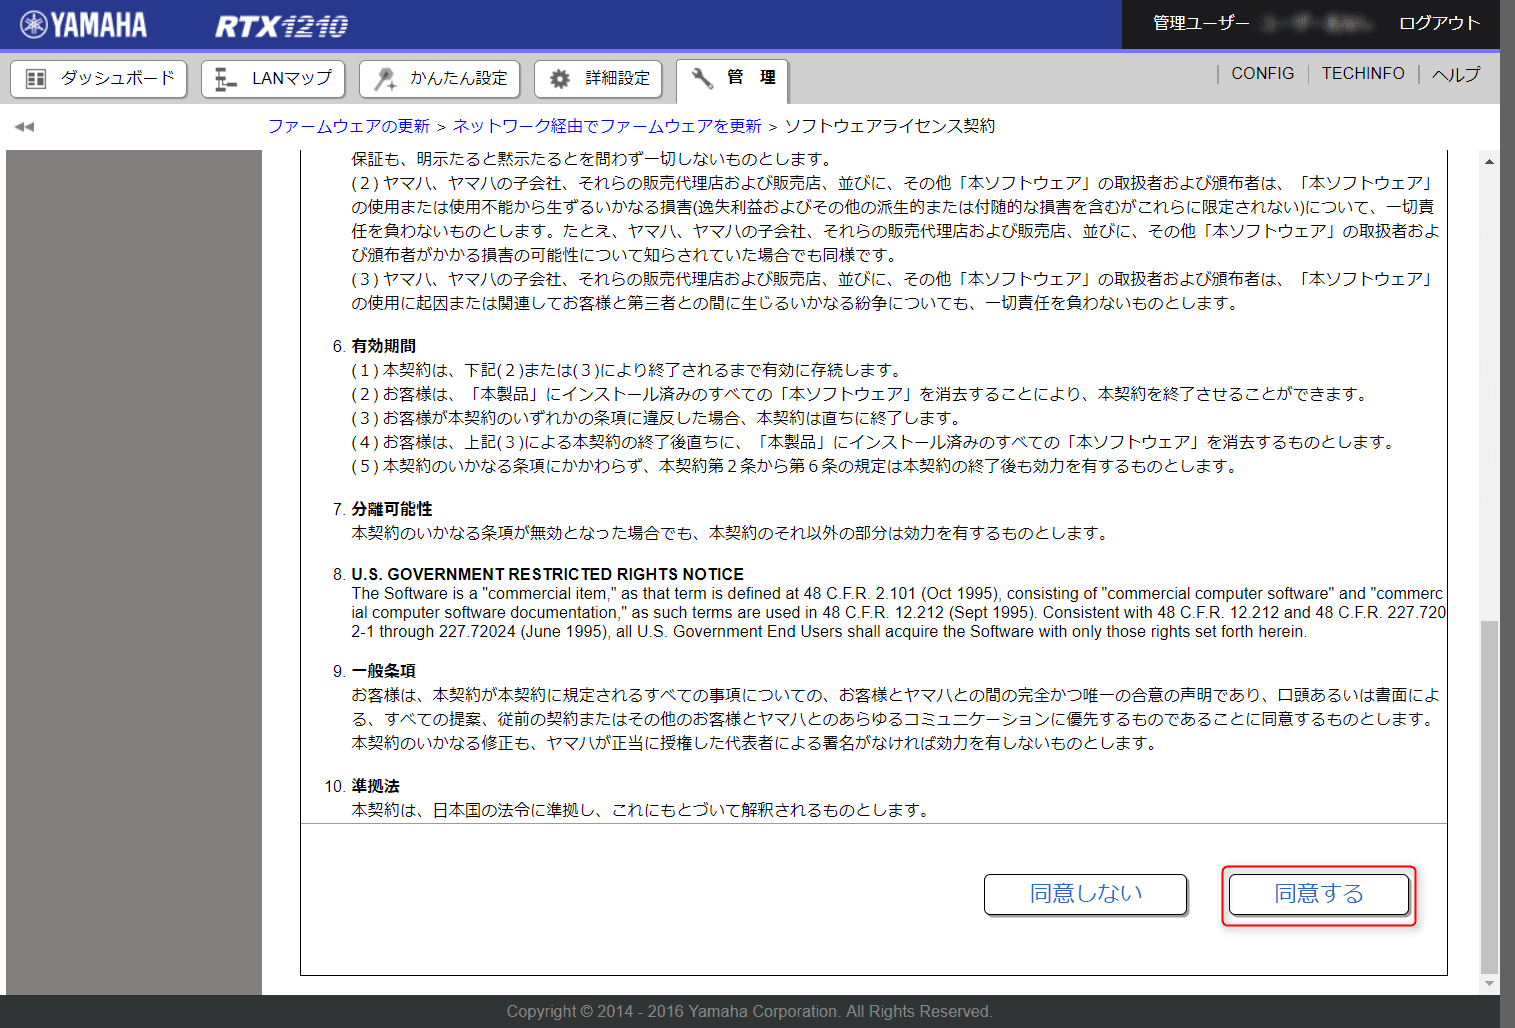 YAMAHA RTX1210 管理ユーザー ログアウト
ダッシュボード LANマップ かんたん設定 詳細設定 管 理 CONFIG TECHINFO ヘルプ
ファームウェアの更新 > ネットワーク経由でファームウェアを更新 > ソフトウェアライセンス契約
保証も、明示たると黙示たるとを問わず一切しないものとします。
(2) ヤマハ、ヤマハの子会社、それらの販売代理店および販売店、並びに、その他「本ソフトウェア」の取扱者および頒布者は、「本ソフトウェア」
の使用または使用不能から生ずるいかなる損害(逸失利益およびその他の派生的または付随的な損害を含むがこれらに限定されない)について、一切責
任を負わないものとします。たとえ、ヤマハ、ヤマハの子会社、それらの販売代理店および販売店、並びに、その他「本ソフトウェア」の取扱者およ
び頒布者がかかる損害の可能性について知らされていた場合でも同様です。
(3) ヤマハ、ヤマハの子会社、それらの販売代理店および販売店、並びに、その他「本ソフトウェア」の取扱者および頒布者は、「本ソフトウェア」
の使用に起因または関連してお客様と第三者との間に生じるいかなる紛争についても、一切責任を負わないものとします。
6. 有効期間
(1) 本契約は、下記(2)または(3)により終了されるまで有効に存続します。
(2) お客様は、「本製品」にインストール済みのすべての「本ソフトウェア」を消去することにより、本契約を終了させることができます。
(3) お客様が本契約のいずれかの条項に違反した場合、本契約は直ちに終了します。
(4) お客様は、上記(3)による本契約の終了後直ちに、「本製品」にインストール済みのすべての「本ソフトウェア」を消去するものとします。
(5) 本契約のいかなる条項にかかわらず、本契約第2条から第6条の規定は本契約の終了後も効力を有するものとします。
7. 分離可能性
本契約のいかなる条項が無効となった場合でも、本契約のそれ以外の部分は効力を有するものとします。
8. U.S. GOVERNMENT RESTRICTED RIGHTS NOTICE
The Software is a "commercial item," as that term is defined at 48 C.F.R. 2.101 (Oct 1995), consisting of "commercial computer software" and "commerc
ial computer software documentation," as such terms are used in 48 C.F.R. 12.212 (Sept 1995). Consistent with 48 C.F.R. 12.212 and 48 C.F.R. 227.720
2-1 through 227.72024 (June 1995), all U.S. Government End Users shall acquire the Software with only those rights set forth herein.
9. 一般条項
お客様は、本契約が本契約に規定されるすべての事項についての、お客様とヤマハとの間の完全かつ唯一の合意の声明であり、口頭あるいは書面によ
る、すべての提案、従前の契約またはその他のお客様とヤマハとのあらゆるコミュニケーションに優先するものであることに同意するものとします。
本契約のいかなる修正も、ヤマハが正当に授権した代表者による署名がなければ効力を有しないものとします。
10. 準拠法
本契約は、日本国の法令に準拠し、これにもとづいて解釈されるものとします。
同意しない 同意する
Copyright © 2014 - 2016 Yamaha Corporation. All Rights Reserved.